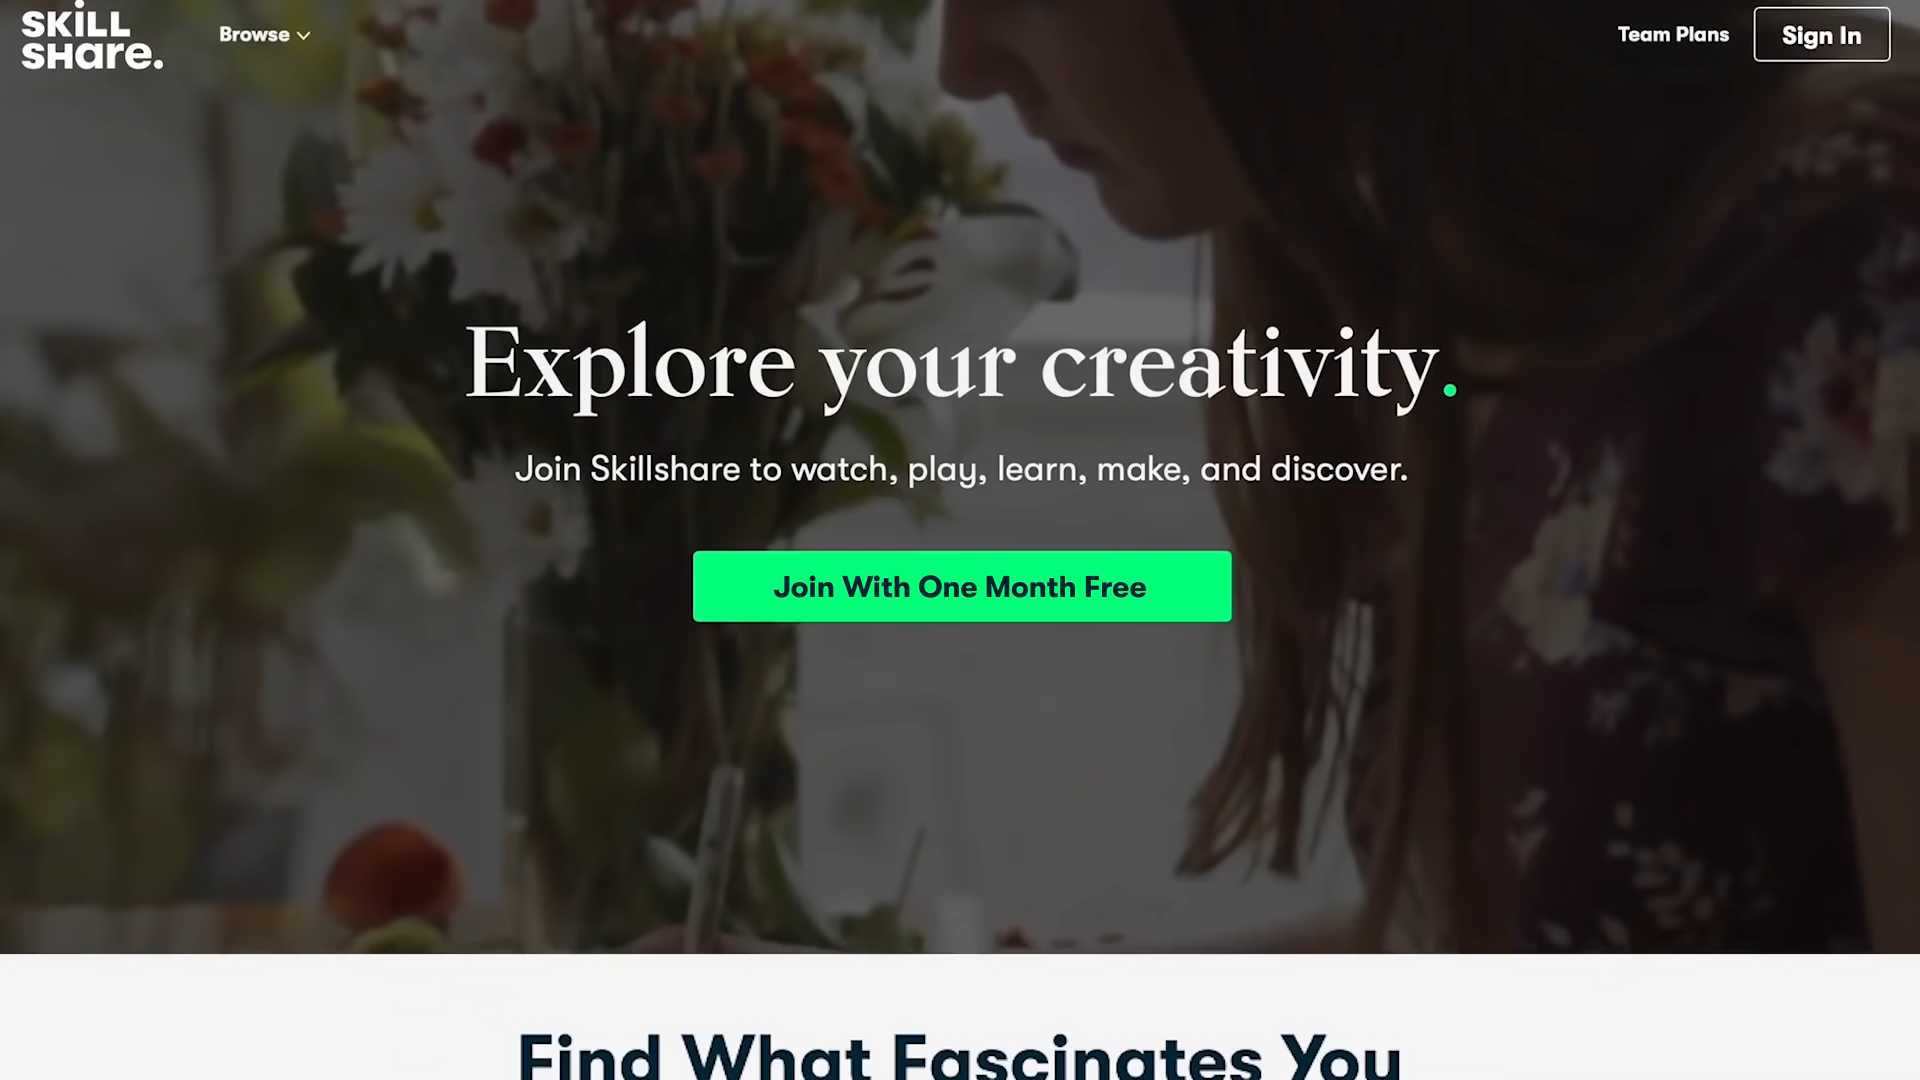 SKiLL
SHare.
Browse
Team Plans
Sign In
Explore your creativity.
Join Skillshare to watch, play, learn, make, and discover.
Join With One Month Free
Find What Fascinates You